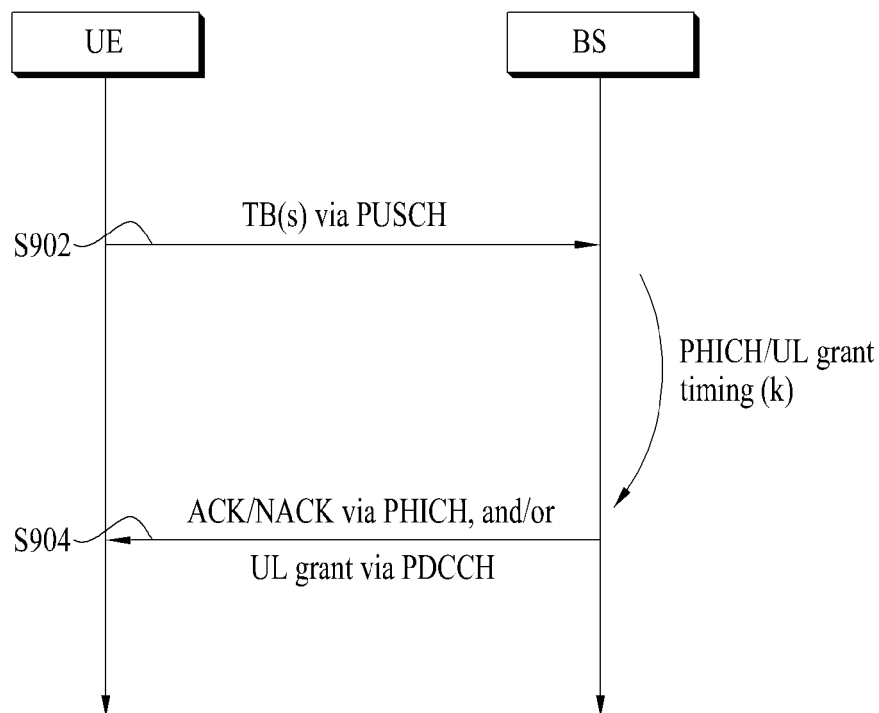 UE
BS
TB(s) via PUSCH
S902
PHICH/UL grant
timing (k)
ACK/NACK via PHICH, and/or
S904
UL grant via PDCCH